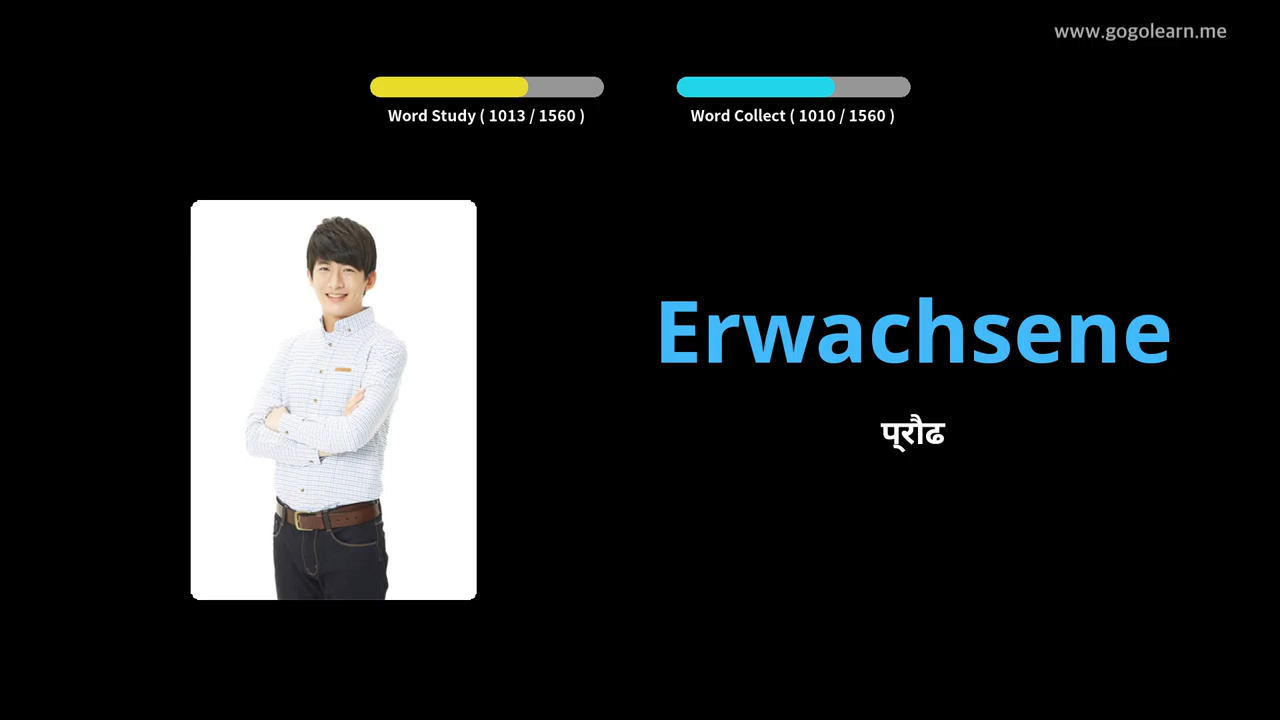 www.gogolearn.me
Word Study ( 1013 / 1560 )
Word Collect ( 1010 / 1560 )
Erwachsene
प्रौढ